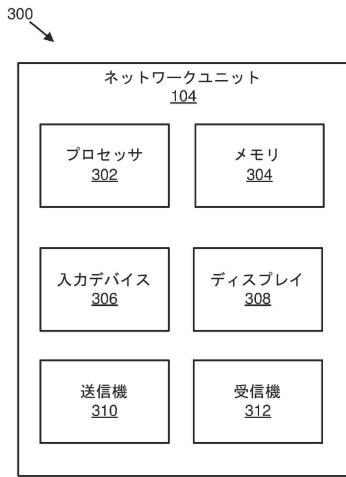 300
ネットワークユニット
104
プロセッサ
302
メモリ
304
入力デバイス
306
ディスプレイ
308
送信機
310
受信機
312